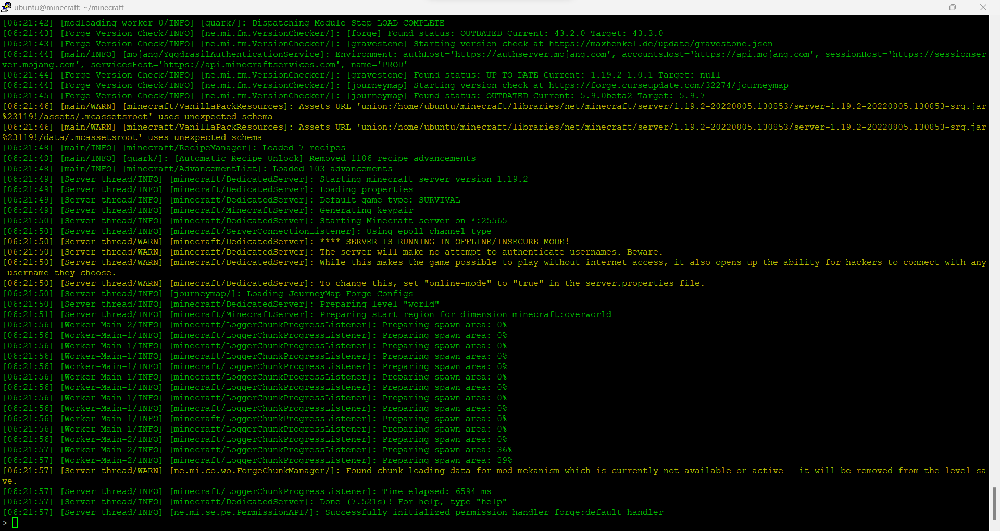 ubuntu@minecraft: ~/minecraft
[06:21:42] [modloading-worker-0/INFO] [quark/]: Dispatching Module Step LOAD_COMPLETE
[06:21:43] [Forge Version Check/INFO] [ne.mi.fm.VersionChecker/]: [forge] Found status: OUTDATED Current: 43.2.0 Target: 43.3.0
[06:21:43] [Forge Version Check/INFO] [ne.mi.fm.VersionChecker/]: [gravestone] Starting version check at https://maxhenkel.de/update/gravestone.json
[06:21:44] [main/INFO] [mojang/YggdrasilAuthenticationService]: Environment: authHost='https://authserver.mojang.com', accountsHost='https://api.mojang.com', sessionHost='https://sessionser
ver.mojang.com', servicesHost='https://api.minecraftservices.com', name='PROD'
[06:21:44] [Forge Version Check/INFO] [ne.mi.fm.VersionChecker/]: [gravestone] Found status: UP_TO_DATE Current: 1.19.2-1.0.1 Target: null
[06:21:44] [Forge Version Check/INFO] [ne.mi.fm.VersionChecker/]: [journeymap] Starting version check at https://forge.curseupdate.com/32274/journeymap
[06:21:45] [Forge Version Check/INFO] [ne.mi.fm.VersionChecker/]: [journeymap] Found status: OUTDATED Current: 5.9.0beta2 Target: 5.9.7
[06:21:46] [main/WARN] [minecraft/VanillaPackResources]: Assets URL 'union:/home/ubuntu/minecraft/libraries/net/minecraft/server/1.19.2-20220805.130853/server-1.19.2-20220805.130853-srg.jar
%23119!/assets/.mcassetsroot' uses unexpected schema
[06:21:46] [main/WARN] [minecraft/VanillaPackResources]: Assets URL 'union:/home/ubuntu/minecraft/libraries/net/minecraft/server/1.19.2-20220805.130853/server-1.19.2-20220805.130853-srg.jar
%23119!/data/.mcassetsroot' uses unexpected schema
[06:21:48] [main/INFO] [minecraft/RecipeManager]: Loaded 7 recipes
[06:21:48] [main/INFO] [quark/]: [Automatic Recipe Unlock] Removed 1186 recipe advancements
[06:21:48] [main/INFO] [minecraft/AdvancementList]: Loaded 103 advancements
[06:21:49] [Server thread/INFO] [minecraft/DedicatedServer]: Starting minecraft server version 1.19.2
[06:21:49] [Server thread/INFO] [minecraft/DedicatedServer]: Loading properties
[06:21:49] [Server thread/INFO] [minecraft/DedicatedServer]: Default game type: SURVIVAL
[06:21:49] [Server thread/INFO] [minecraft/MinecraftServer]: Generating keypair
[06:21:50] [Server thread/INFO] [minecraft/DedicatedServer]: Starting Minecraft server on *:25565
[06:21:50] [Server thread/INFO] [minecraft/ServerConnectionListener]: Using epoll channel type
[06:21:50] [Server thread/WARN] [minecraft/DedicatedServer]: **** SERVER IS RUNNING IN OFFLINE/INSECURE MODE!
[06:21:50] [Server thread/WARN] [minecraft/DedicatedServer]: The server will make no attempt to authenticate usernames. Beware.
[06:21:50] [Server thread/WARN] [minecraft/DedicatedServer]: While this makes the game possible to play without internet access, it also opens up the ability for hackers to connect with any
 username they choose.
[06:21:50] [Server thread/WARN] [minecraft/DedicatedServer]: To change this, set "online-mode" to "true" in the server.properties file.
[06:21:50] [Server thread/INFO] [journeymap/]: Loading JourneyMap Forge Configs
[06:21:50] [Server thread/INFO] [minecraft/DedicatedServer]: Preparing level "world"
[06:21:51] [Server thread/INFO] [minecraft/MinecraftServer]: Preparing start region for dimension minecraft:overworld
[06:21:56] [Worker-Main-2/INFO] [minecraft/LoggerChunkProgressListener]: Preparing spawn area: 0%
[06:21:56] [Worker-Main-1/INFO] [minecraft/LoggerChunkProgressListener]: Preparing spawn area: 0%
[06:21:56] [Worker-Main-1/INFO] [minecraft/LoggerChunkProgressListener]: Preparing spawn area: 0%
[06:21:56] [Worker-Main-1/INFO] [minecraft/LoggerChunkProgressListener]: Preparing spawn area: 0%
[06:21:56] [Worker-Main-1/INFO] [minecraft/LoggerChunkProgressListener]: Preparing spawn area: 0%
[06:21:56] [Worker-Main-1/INFO] [minecraft/LoggerChunkProgressListener]: Preparing spawn area: 0%
[06:21:56] [Worker-Main-1/INFO] [minecraft/LoggerChunkProgressListener]: Preparing spawn area: 0%
[06:21:56] [Worker-Main-1/INFO] [minecraft/LoggerChunkProgressListener]: Preparing spawn area: 0%
[06:21:56] [Worker-Main-1/INFO] [minecraft/LoggerChunkProgressListener]: Preparing spawn area: 0%
[06:21:56] [Worker-Main-1/INFO] [minecraft/LoggerChunkProgressListener]: Preparing spawn area: 0%
[06:21:56] [Worker-Main-1/INFO] [minecraft/LoggerChunkProgressListener]: Preparing spawn area: 0%
[06:21:56] [Worker-Main-2/INFO] [minecraft/LoggerChunkProgressListener]: Preparing spawn area: 0%
[06:21:57] [Worker-Main-2/INFO] [minecraft/LoggerChunkProgressListener]: Preparing spawn area: 36%
[06:21:57] [Worker-Main-2/INFO] [minecraft/LoggerChunkProgressListener]: Preparing spawn area: 89%
[06:21:57] [Server thread/WARN] [ne.mi.co.wo.ForgeChunkManager/]: Found chunk loading data for mod mekanism which is currently not available or active - it will be removed from the level sa
ve.
[06:21:57] [Server thread/INFO] [minecraft/LoggerChunkProgressListener]: Time elapsed: 6594 ms
[06:21:57] [Server thread/INFO] [minecraft/DedicatedServer]: Done (7.521s)! For help, type "help"
[06:21:57] [Server thread/INFO] [ne.mi.se.pe.PermissionAPI/]: Successfully initialized permission handler forge:default_handler
>